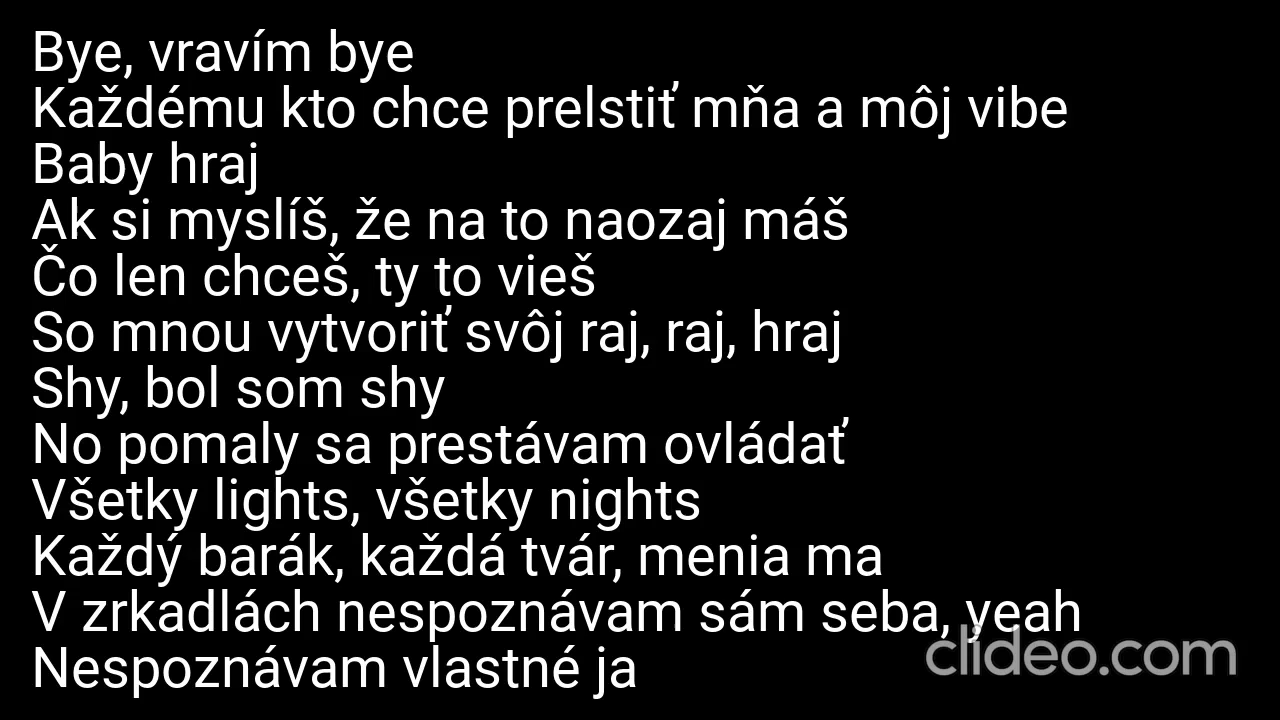 Bye, vravím bye
Každému kto chce prelstiť mňa a môj vibe
Baby hraj
Ak si myslíš, že na to naozaj máš
Čo len chceš, ty to vieš
So mnou vytvoriť svôj raj, raj, hraj
Shy, bol som shy
No pomaly sa prestávam ovládať
Všetky lights, všetky nights
Každý barák, každá tvár, menia ma
V zrkadlách nespoznávam sám seba, yeah
Nespoznávam vlastné ja
clideo.com